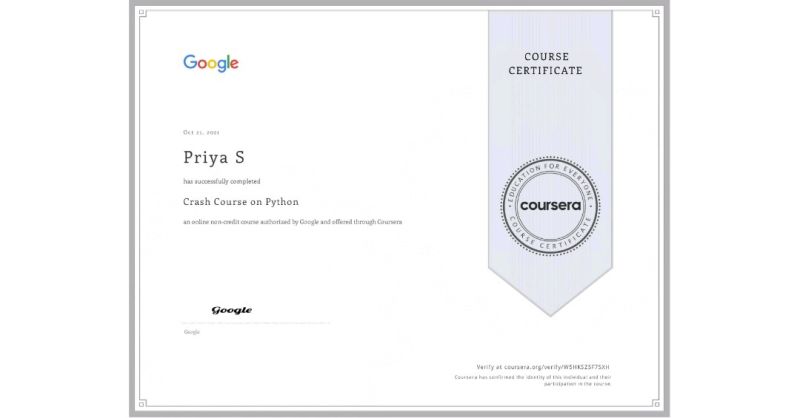 Google
COURSE
CERTIFICATE
Oct 21, 2021
Priya S
has successfully completed
Crash Course on Python
an online non-credit course authorized by Google and offered through Coursera
EDUCATION FOR EVERYONE
coursera
COURSE CERTIFICATE
Google
Google
Verify at coursera.org/verify/W5HKSZSF7SXH
Coursera has confirmed the identity of this individual and their
participation in the course.